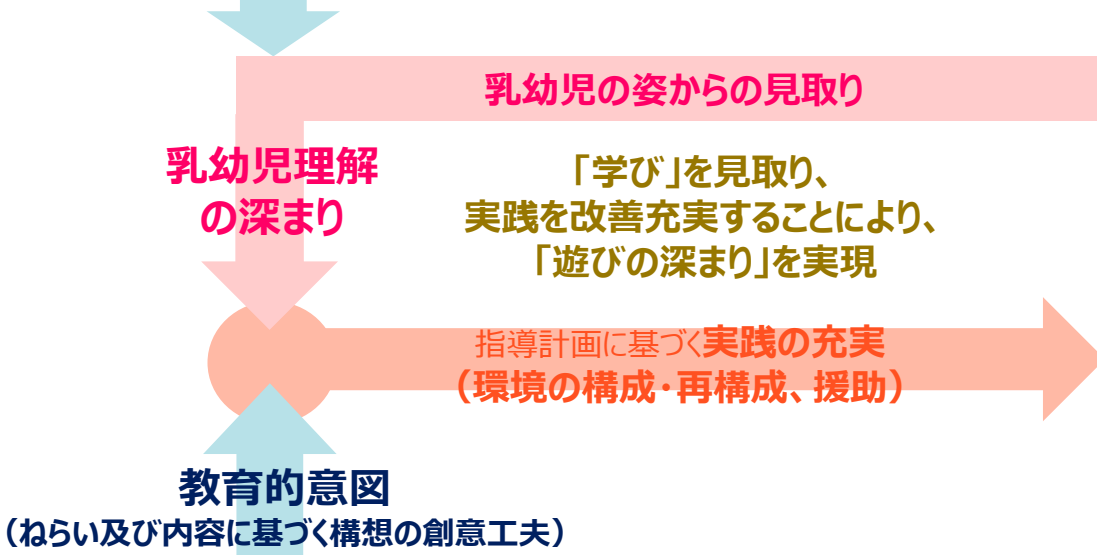 乳幼児の姿からの見取り
乳幼児理解
の深まり
「学び」を見取り、
実践を改善充実することにより、
「遊びの深まり」を実現
指導計画に基づく実践の充実
（環境の構成・再構成、援助）
教育的意図
（ねらい及び内容に基づく構想の創意工夫）